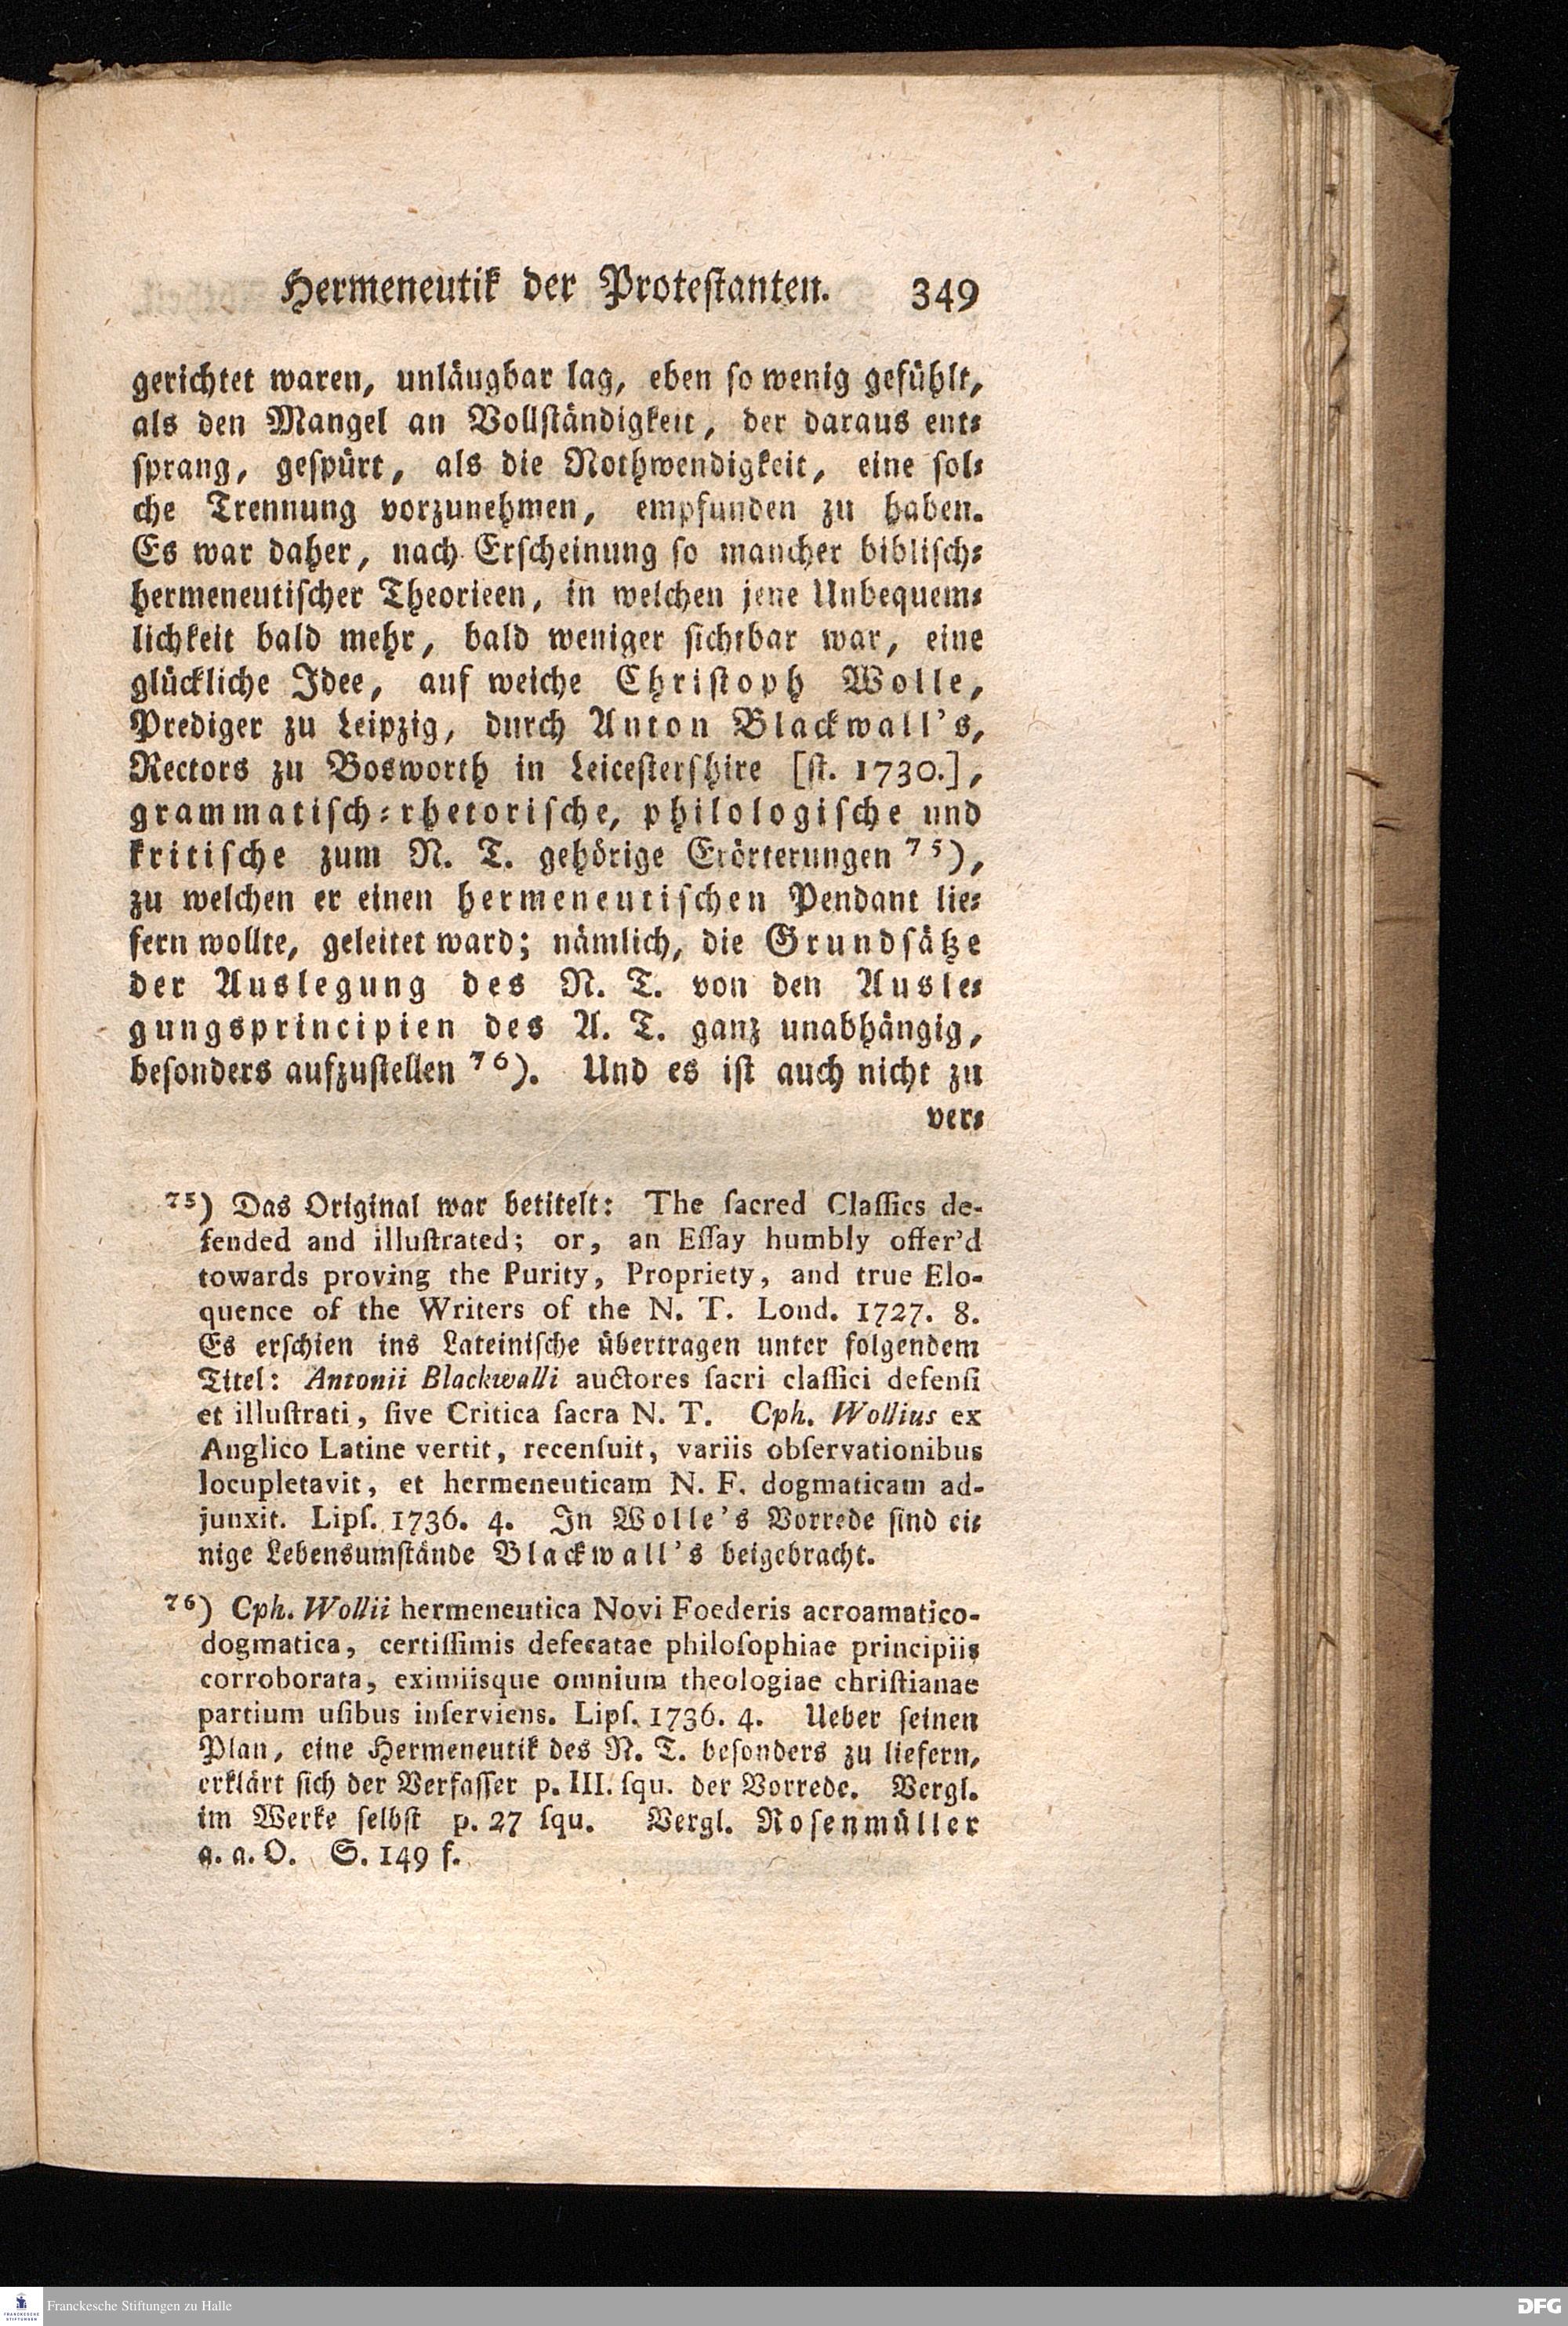 Hermeneutik der Protestanten. 349
gerichtet waren, unläugbar lag, eben so wenig gefühlt,
als den Mangel an Vollständigkeit, der daraus ent⸗
sprang, gespürt, als die Nothwendigkeit, eine sol⸗
che Trennung vorzunehmen, empfunden zu haben.
Es war daher, nach Erscheinung so mancher biblisch⸗
hermeneutischer Theorieen, in welchen jene Unbequem⸗
lichkeit bald mehr, bald weniger sichtbar war, eine
glückliche Idee, auf welche Christoph Wolle,
Prediger zu Leipzig, durch Anton Blackwall's,
Rectors zu Bosworth in Leicestershire [st. 1730.],
grammatisch⸗rhetorische, philologische und
kritische zum N. T. gehörige Erörterungen 75),
zu welchen er einen hermeneutischen Pendant lie⸗
fern wollte, geleitet ward; nämlich, die Grundsätze
der Auslegung des N. T. von den Ausle⸗
gungsprincipien des A. T. ganz unabhängig,
besonders aufzustellen 76). Und es ist auch nicht zu
ver⸗
75) Das Original war betitelt: The ſacred Claſſics de-
fended and illuſtrated; or, an Eſſay humbly offer'd
towards proving the Purity, Propriety, and true Elo-
quence of the Writers of the N. T. Lond. 1727. 8.
Es erschien ins Lateinische übertragen unter folgendem
Titel: Antonii Blackwalli auctores ſacri claſſici defenſi
et illuſtrati, ſive Critica ſacra N. T. Cph. Wollius ex
Anglico Latine vertit, recenſuit, variis obſervationibus
locupletavit, et hermeneuticam N. F. dogmaticam ad-
junxit. Lipſ. 1736. 4. In Wolle's Vorrede sind ei⸗
nige Lebensumstände Blackwall's beigebracht.
76) Cph. Wollii hermeneutica Novi Foederis acroamatico-
dogmatica, certiſſimis defecatae philoſophiae principiis
corroborata, eximiisque omnium theologiae chriſtianae
partium uſibus inſerviens. Lipſ. 1736. 4. Ueber seinen
Plan, eine Hermeneutik des N. T. besonders zu liefern,
erklärt sich der Verfasser p. III. ſqu. der Vorrede. Vergl.
im Werke selbst p. 27 ſqu. Vergl. Rosenmüller
a. a. O. S. 149 f.
FRANCKESCHE
STIFTUNGEN
Franckesche Stiftungen zu Halle
DFG